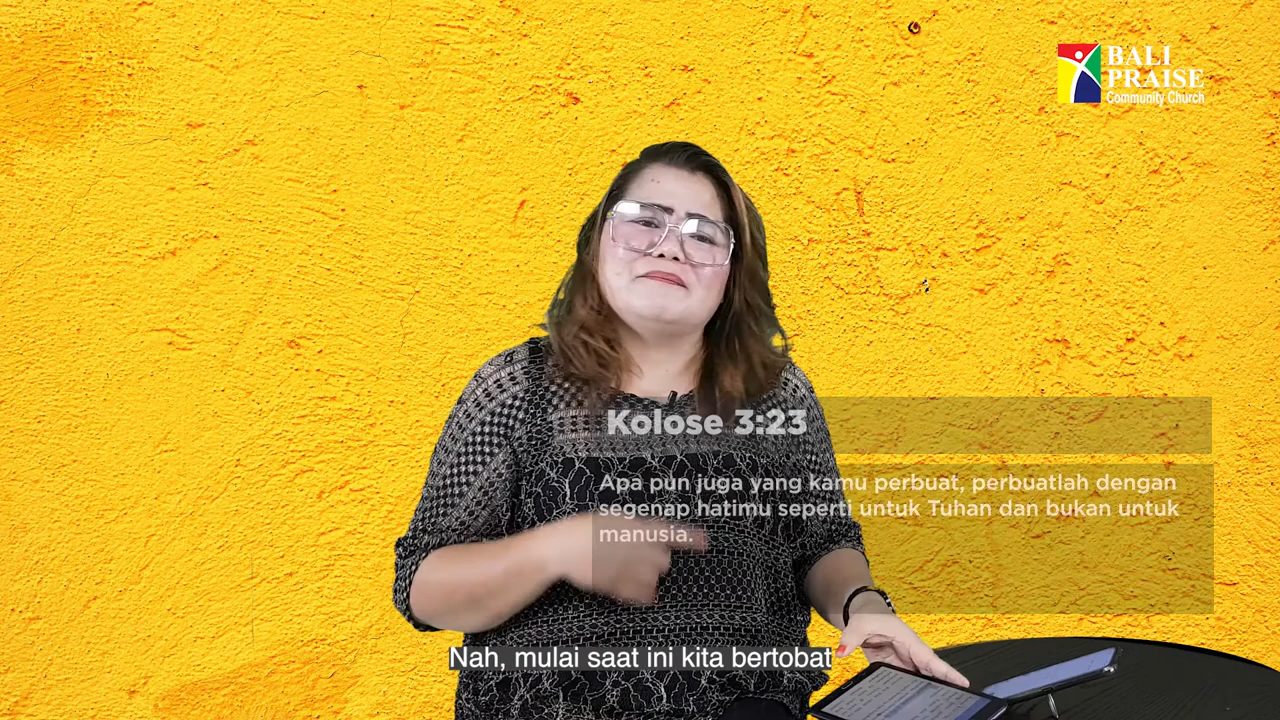 BALI
PRAISE
Community Church
Kolose 3:23
Apa pun juga yang kamu perbuat, perbuatlah dengan
segenap hatimu seperti untuk Tuhan dan bukan untuk
manusia.
Nah, mulai saat ini kita bertobat